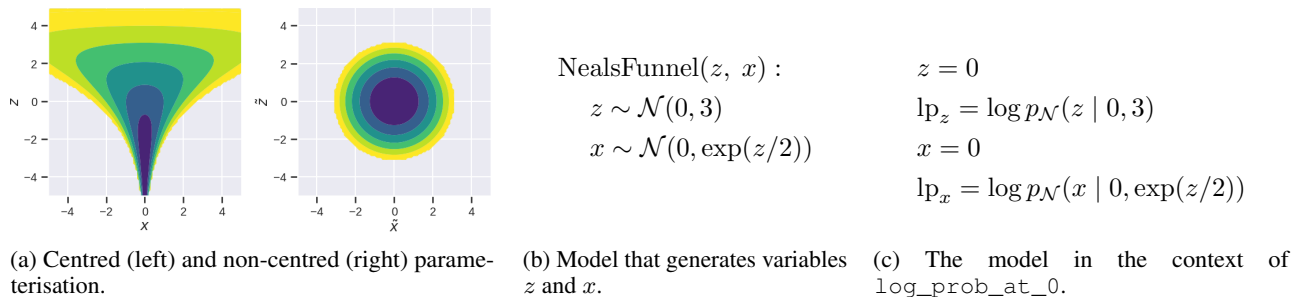 4
2
0
−2
−4
z
−4 −2 0 2 4
x
4
2
0
−2
−4
z̃
−4 −2 0 2 4
x̃
(a) Centred (left) and non-centred (right) parame-
terisation.
NealsFunnel(z, x) :
z ∼ 𝒩(0, 3)
x ∼ 𝒩(0, exp(z/2))
(b) Model that generates variables
z and x.
z = 0
lp_z = log p_𝒩(z | 0, 3)
x = 0
lp_x = log p_𝒩(x | 0, exp(z/2))
(c) The model in the context of
log_prob_at_0.